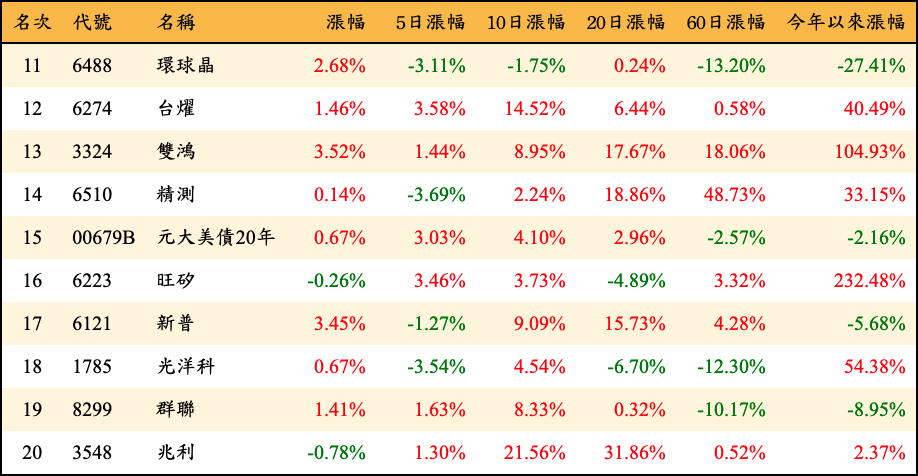 名次 代號 名稱 漲幅 5日漲幅 10日漲幅 20日漲幅 60日漲幅 今年以來漲幅
11 6488 環球晶 2.68% -3.11% -1.75% 0.24% -13.20% -27.41%
12 6274 台燿 1.46% 3.58% 14.52% 6.44% 0.58% 40.49%
13 3324 雙鴻 3.52% 1.44% 8.95% 17.67% 18.06% 104.93%
14 6510 精測 0.14% -3.69% 2.24% 18.86% 48.73% 33.15%
15 00679B 元大美債20年 0.67% 3.03% 4.10% 2.96% -2.57% -2.16%
16 6223 旺矽 -0.26% 3.46% 3.73% -4.89% 3.32% 232.48%
17 6121 新普 3.45% -1.27% 9.09% 15.73% 4.28% -5.68%
18 1785 光洋科 0.67% -3.54% 4.54% -6.70% -12.30% 54.38%
19 8299 群聯 1.41% 1.63% 8.33% 0.32% -10.17% -8.95%
20 3548 兆利 -0.78% 1.30% 21.56% 31.86% 0.52% 2.37%